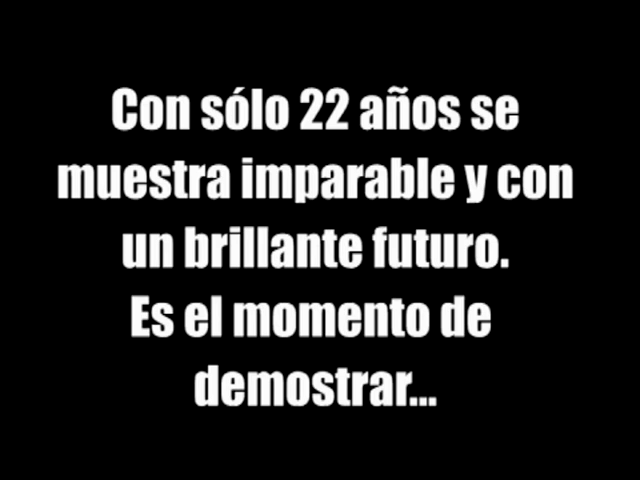 Con sólo 22 años se
muestra imparable y con
un brillante futuro.
Es el momento de
demostrar...